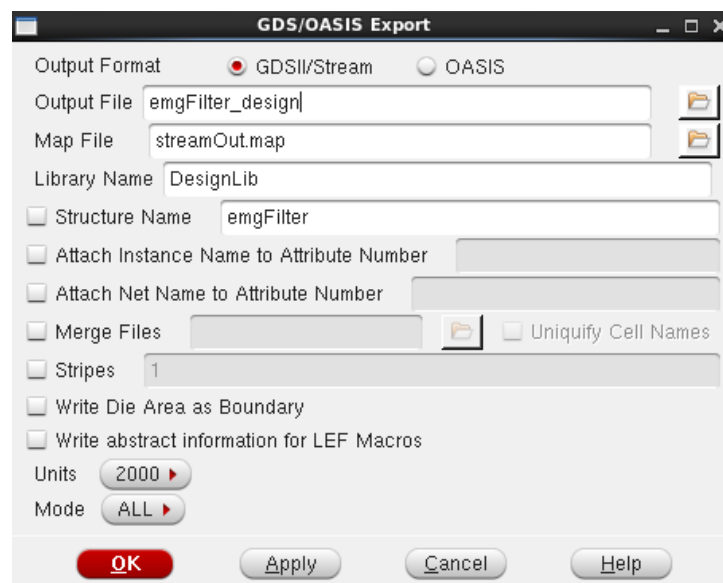 GDS/OASIS Export
Output Format GDSII/Stream OASIS
Output File emgFilter_design
Map File streamOut.map
Library Name DesignLib
Structure Name emgFilter
Attach Instance Name to Attribute Number
Attach Net Name to Attribute Number
Merge Files Uniquify Cell Names
Stripes 1
Write Die Area as Boundary
Write abstract information for LEF Macros
Units 2000
Mode ALL
OK Apply Cancel Help